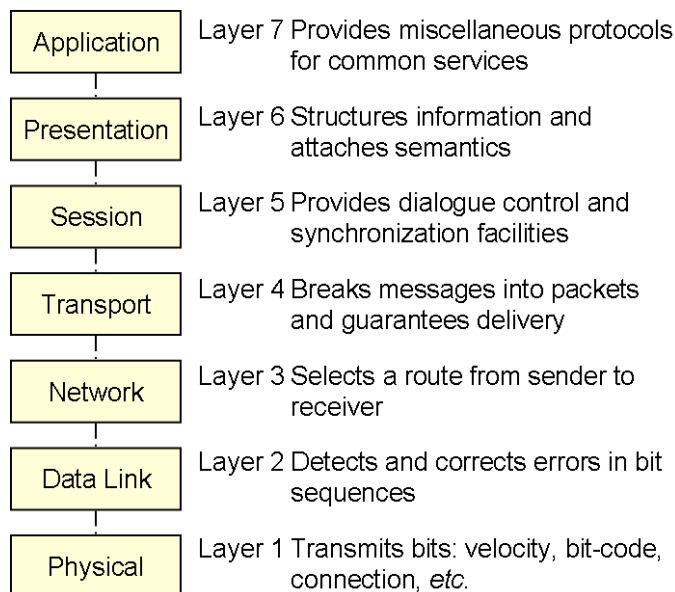 Application
Layer 7 Provides miscellaneous protocols
for common services
Presentation
Layer 6 Structures information and
attaches semantics
Session
Layer 5 Provides dialogue control and
synchronization facilities
Transport
Layer 4 Breaks messages into packets
and guarantees delivery
Network
Layer 3 Selects a route from sender to
receiver
Data Link
Layer 2 Detects and corrects errors in bit
sequences
Physical
Layer 1 Transmits bits: velocity, bit-code,
connection, etc.